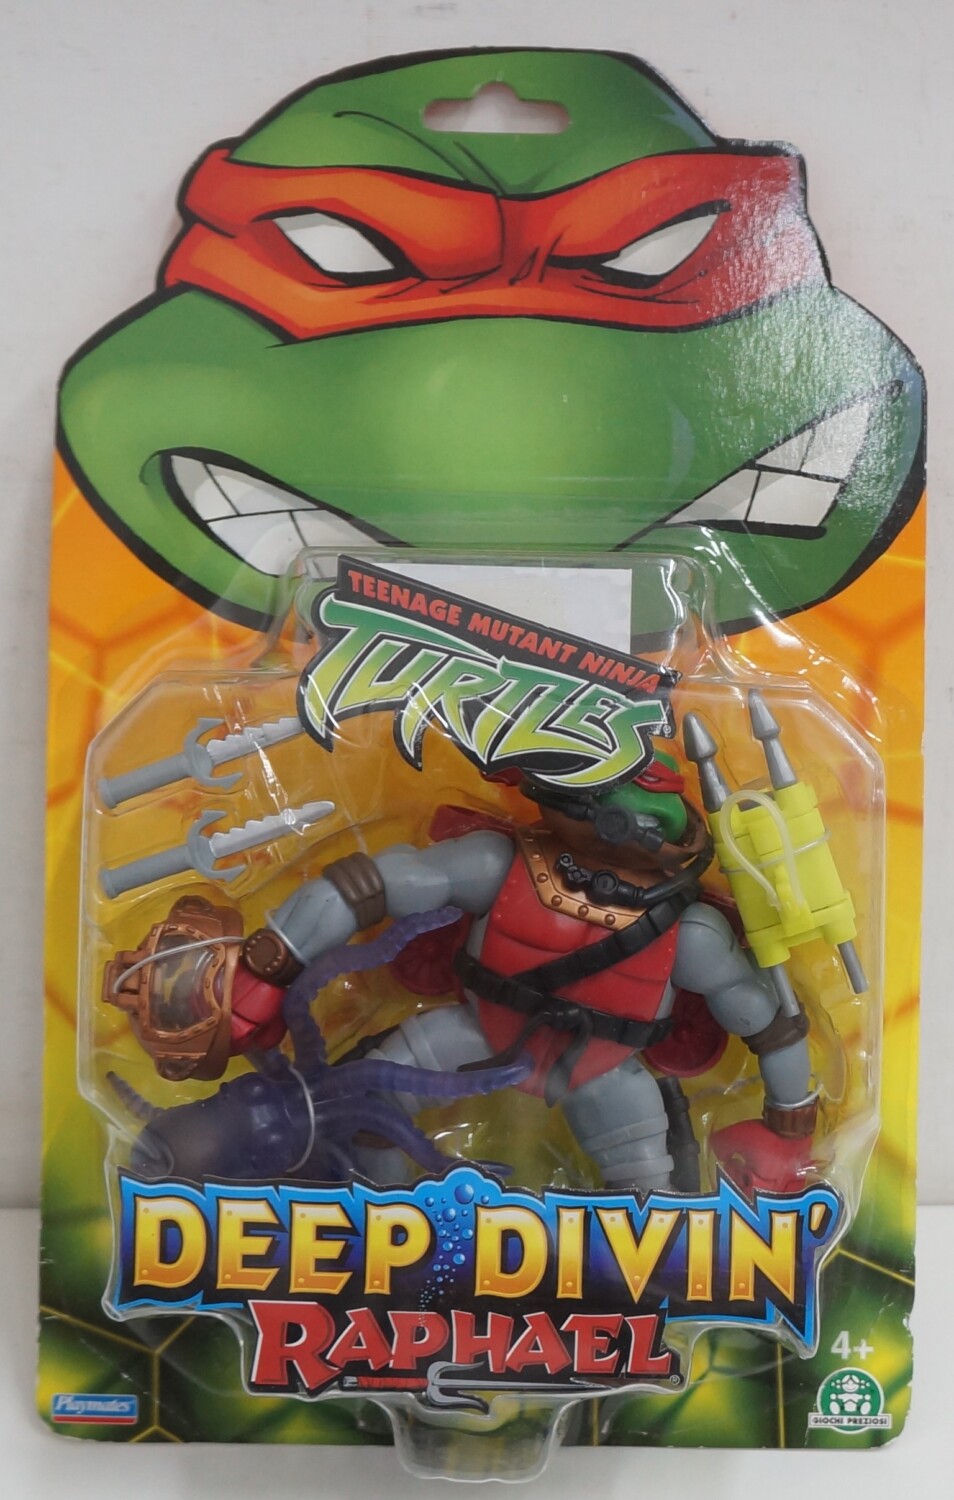 TEENAGE MUTANT NINJA
TURTLES®
DEEP DIVIN'
RAPHAEL®
4+
Playmates
GIOCHI PREZIOSI